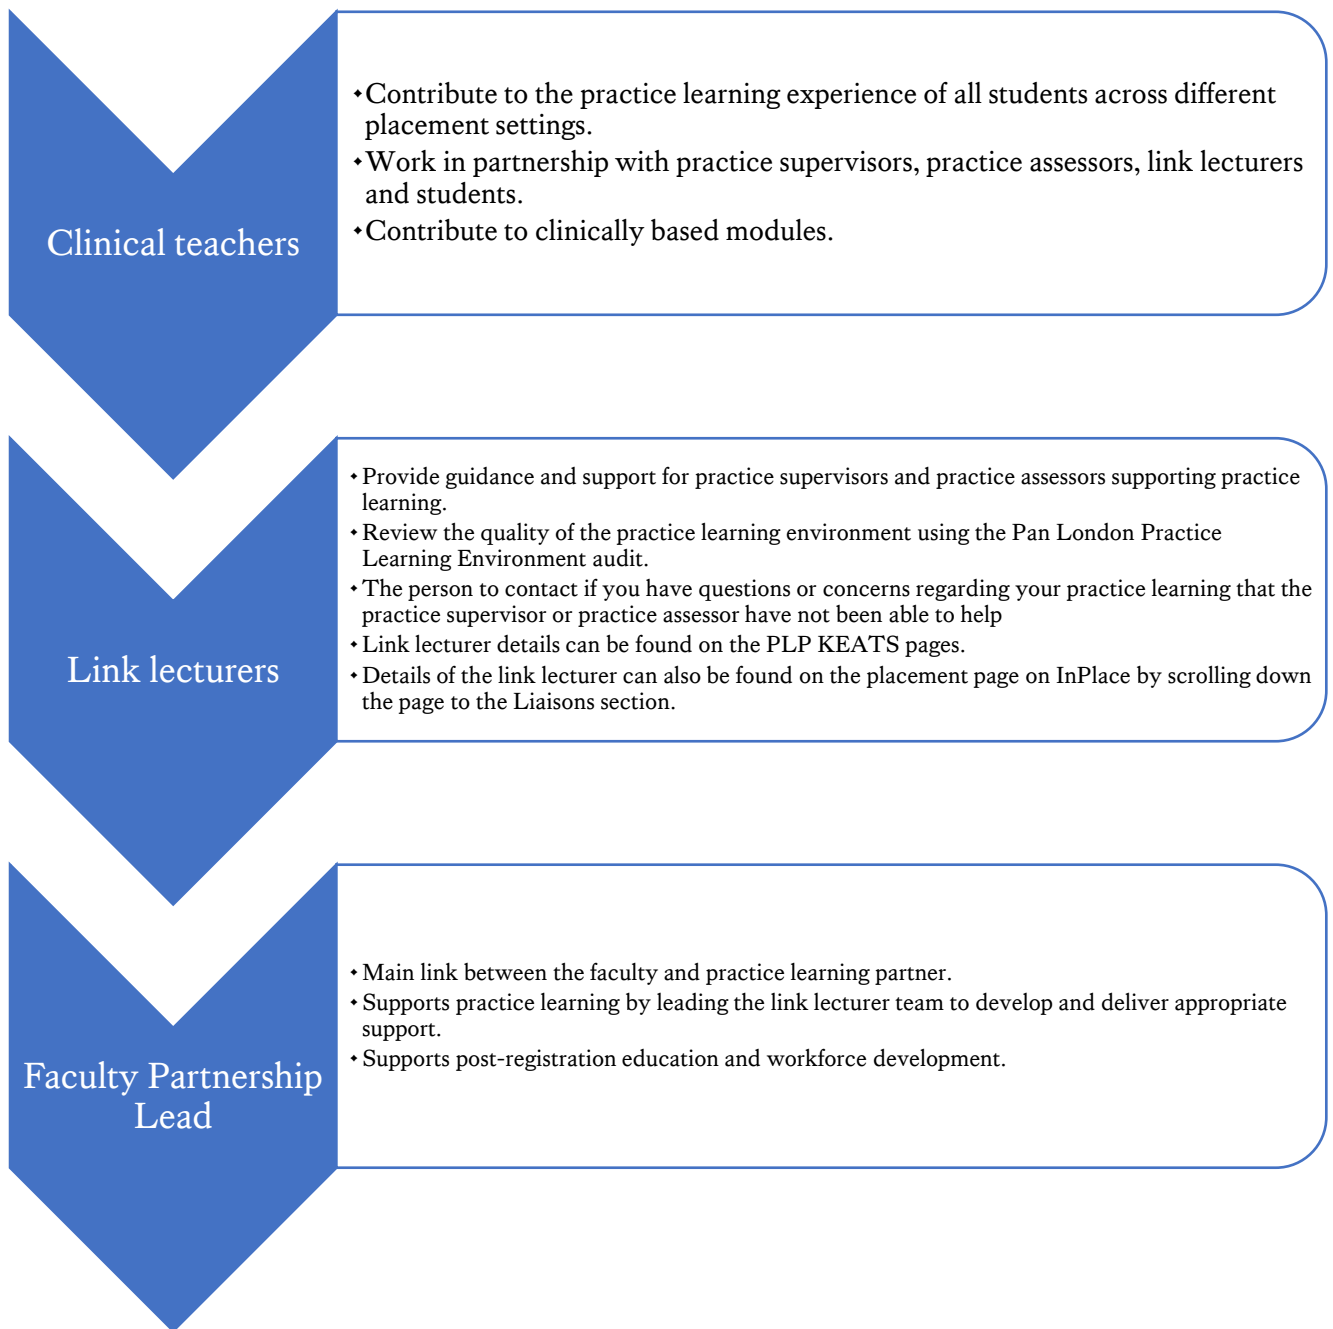 Clinical teachers
•Contribute to the practice learning experience of all students across different
placement settings.
•Work in partnership with practice supervisors, practice assessors, link lecturers
and students.
•Contribute to clinically based modules.
Link lecturers
•Provide guidance and support for practice supervisors and practice assessors supporting practice
learning.
•Review the quality of the practice learning environment using the Pan London Practice
Learning Environment audit.
•The person to contact if you have questions or concerns regarding your practice learning that the
practice supervisor or practice assessor have not been able to help
•Link lecturer details can be found on the PLP KEATS pages.
•Details of the link lecturer can also be found on the placement page on InPlace by scrolling down
the page to the Liaisons section.
Faculty Partnership
Lead
•Main link between the faculty and practice learning partner.
•Supports practice learning by leading the link lecturer team to develop and deliver appropriate
support.
•Supports post-registration education and workforce development.